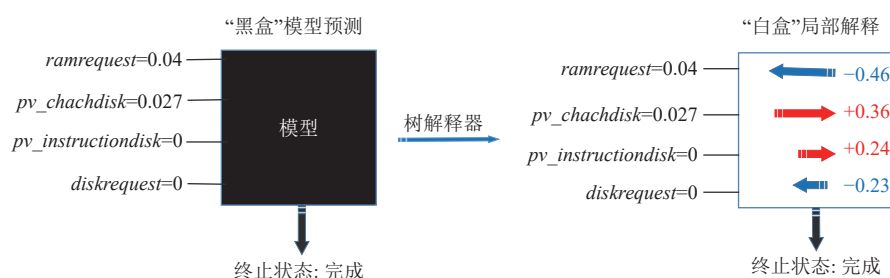 “黑盒”模型预测
ramrequest=0.04
pv_chachdisk=0.027
pv_instructiondisk=0
diskrequest=0
模型
终止状态: 完成
树解释器
“白盒”局部解释
ramrequest=0.04
−0.46
pv_chachdisk=0.027
+0.36
pv_instructiondisk=0
+0.24
diskrequest=0
−0.23
终止状态: 完成